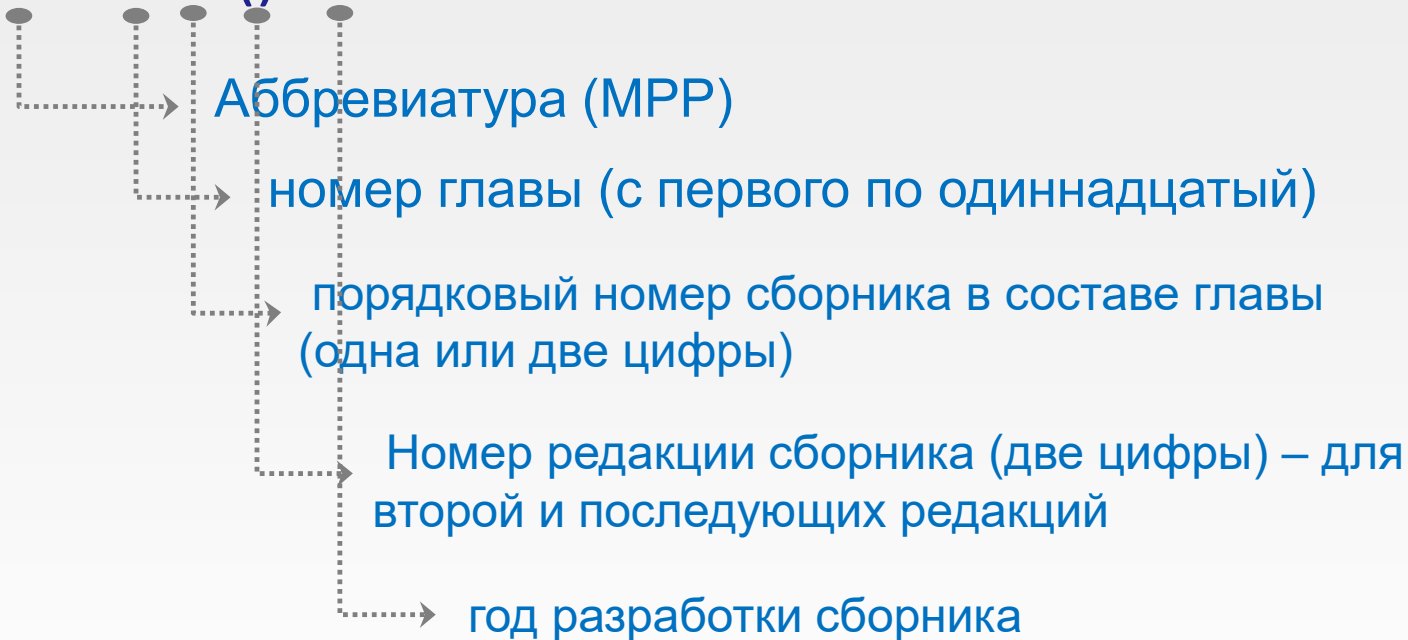 Аббревиатура (МРР)
номер главы (с первого по одиннадцатый)
порядковый номер сборника в составе главы
(одна или две цифры)
Номер редакции сборника (две цифры) – для
второй и последующих редакций
год разработки сборника